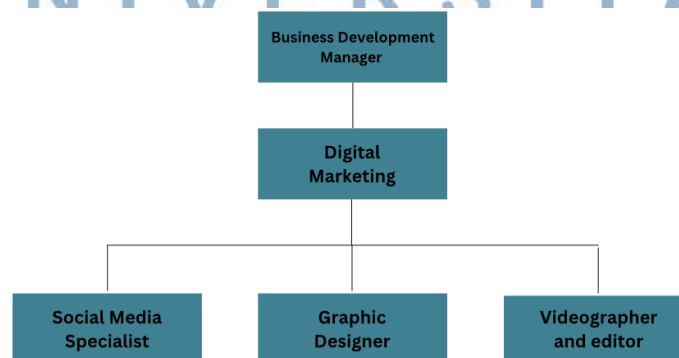 Business Development
Manager
Digital
Marketing
Social Media
Specialist
Graphic
Designer
Videographer
and editor